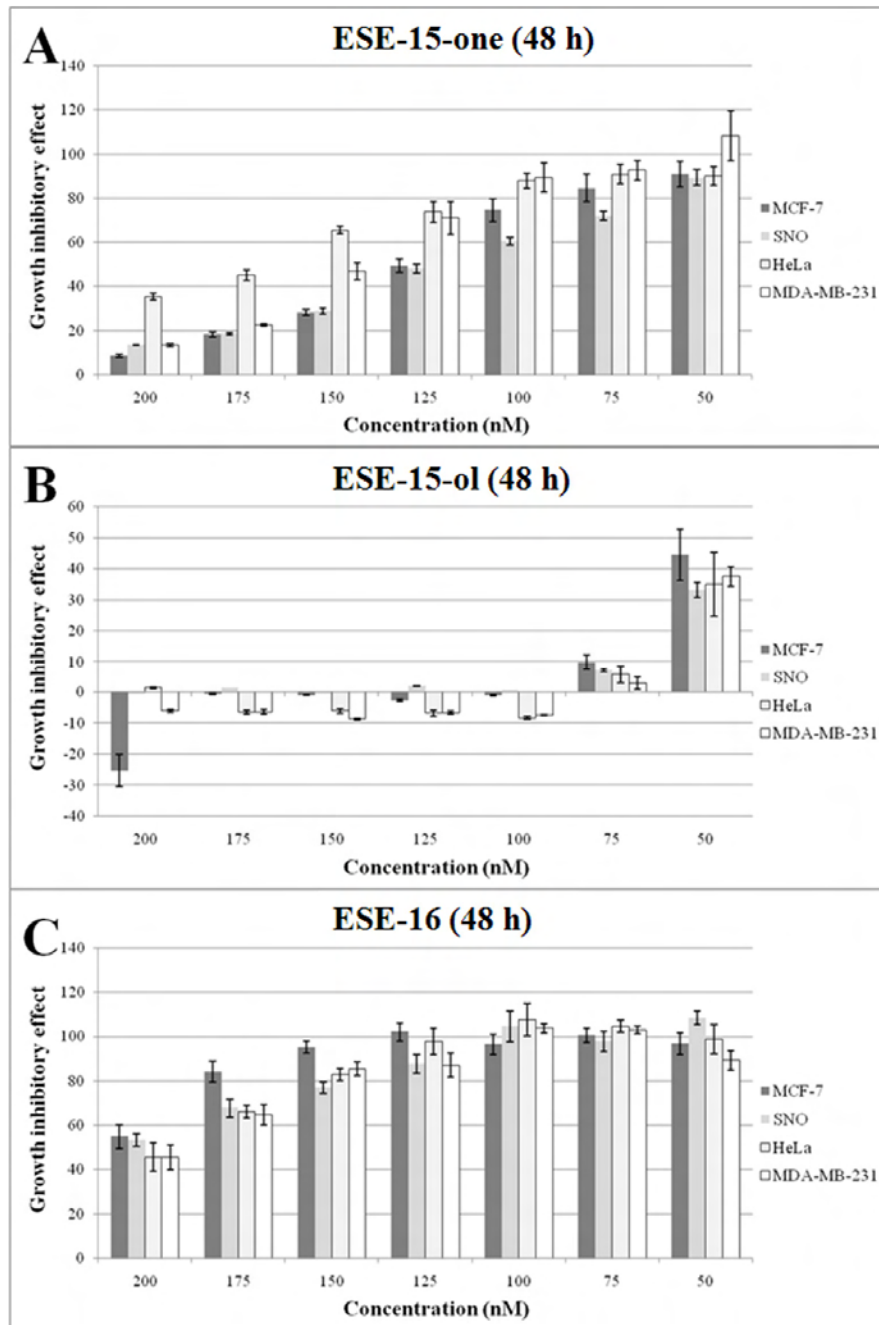 A
ESE-15-one (48 h)
Growth inhibitory effect
140
120
100
80
60
40
20
0
200 175 150 125 100 75 50
Concentration (nM)
MCF-7
SNO
HeLa
MDA-MB-231
B
ESE-15-ol (48 h)
Growth inhibitory effect
60
50
40
30
20
10
0
-10
-20
-30
-40
200 175 150 125 100 75 50
Concentration (nM)
MCF-7
SNO
HeLa
MDA-MB-231
C
ESE-16 (48 h)
Growth inhibitory effect
140
120
100
80
60
40
20
0
200 175 150 125 100 75 50
Concentration (nM)
MCF-7
SNO
HeLa
MDA-MB-231